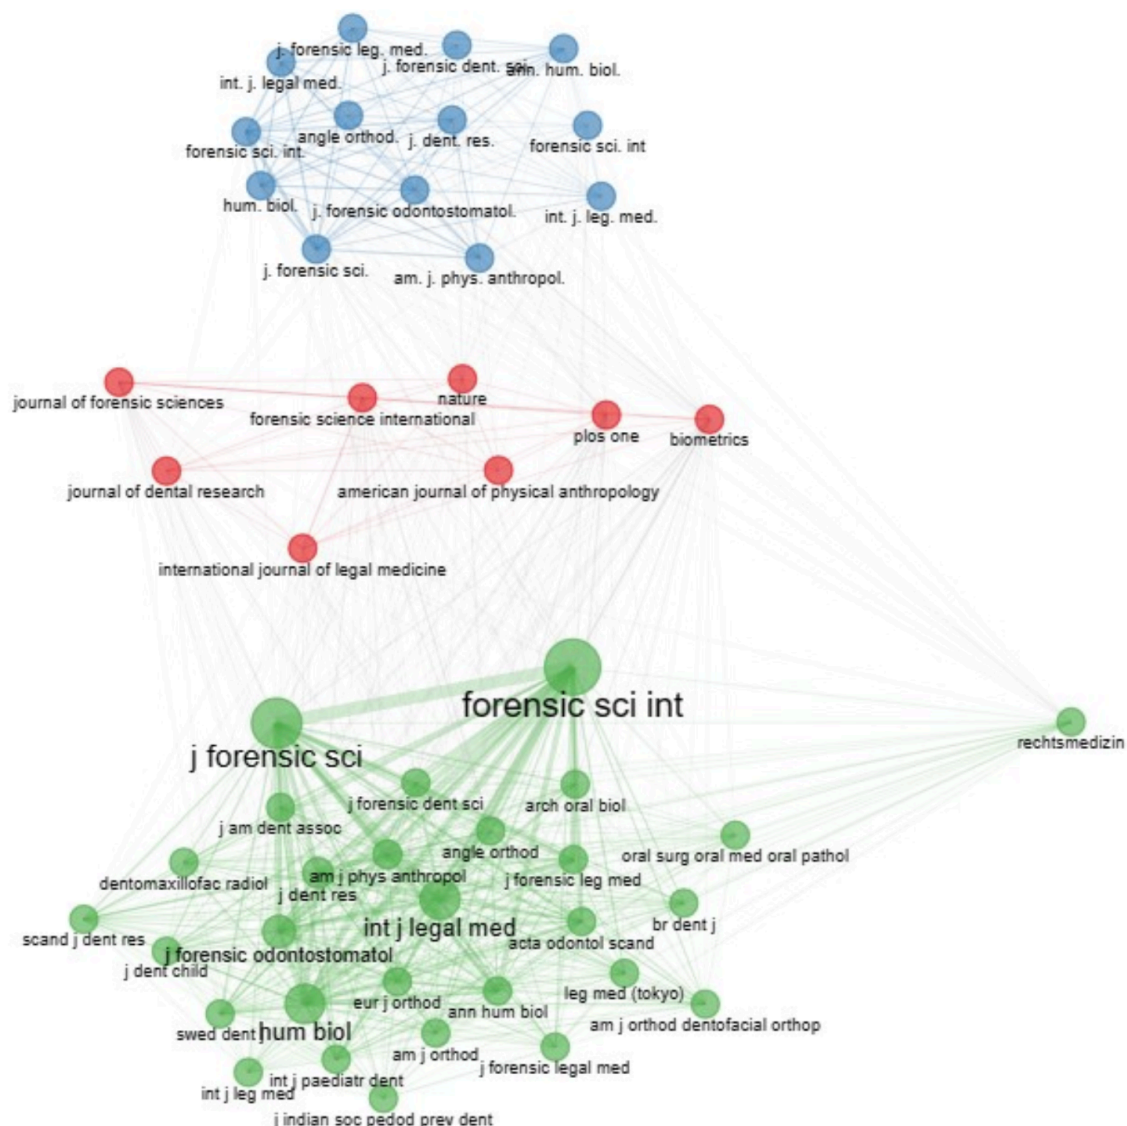 j. forensic leg. med.
j. forensic dent. sci.
ann. hum. biol.
int. j. legal med.
angle orthod.
j. dent. res.
forensic sci. int
forensic sci. int.
hum. biol.
j. forensic odontostomatol.
int. j. leg. med.
j. forensic sci.
am. j. phys. anthropol.
journal of forensic sciences
nature
forensic science international
plos one
biometrics
journal of dental research
american journal of physical anthropology
international journal of legal medicine
forensic sci int
rechtsmedizin
j forensic sci
j forensic dent sci
arch oral biol
j am dent assoc
angle orthod
oral surg oral med oral pathol
dentomaxillofac radiol
am j phys anthropol
j forensic leg med
j dent res
int j legal med
br dent j
scand j dent res
acta odontol scand
j forensic odontostomatol
j dent child
leg med (tokyo)
eur j orthod
ann hum biol
am j orthod dentofacial orthop
swed dent j
hum biol
am j orthod
j forensic legal med
int j paediatr dent
int j leg med
j indian soc pedod prev dent